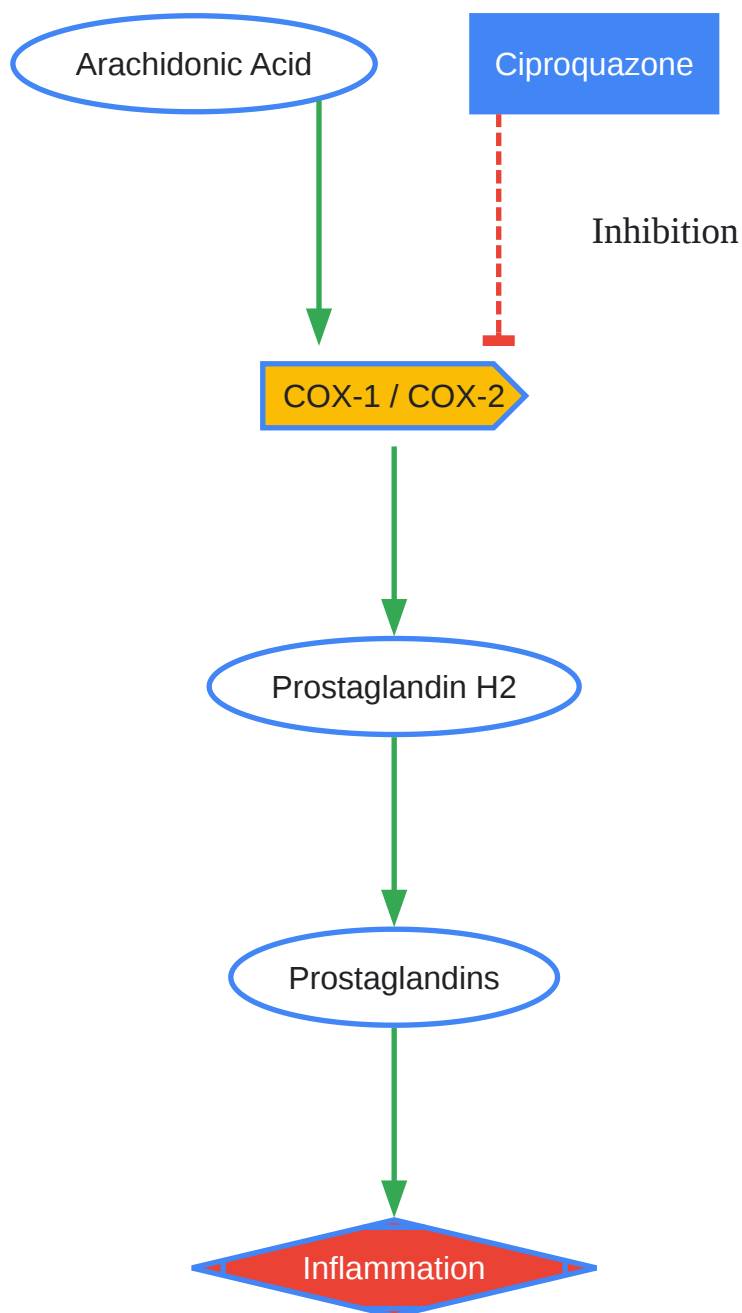 Arachidonic Acid
Ciproquazone
Inhibition
COX-1 / COX-2
Prostaglandin H2
Prostaglandins
Inflammation